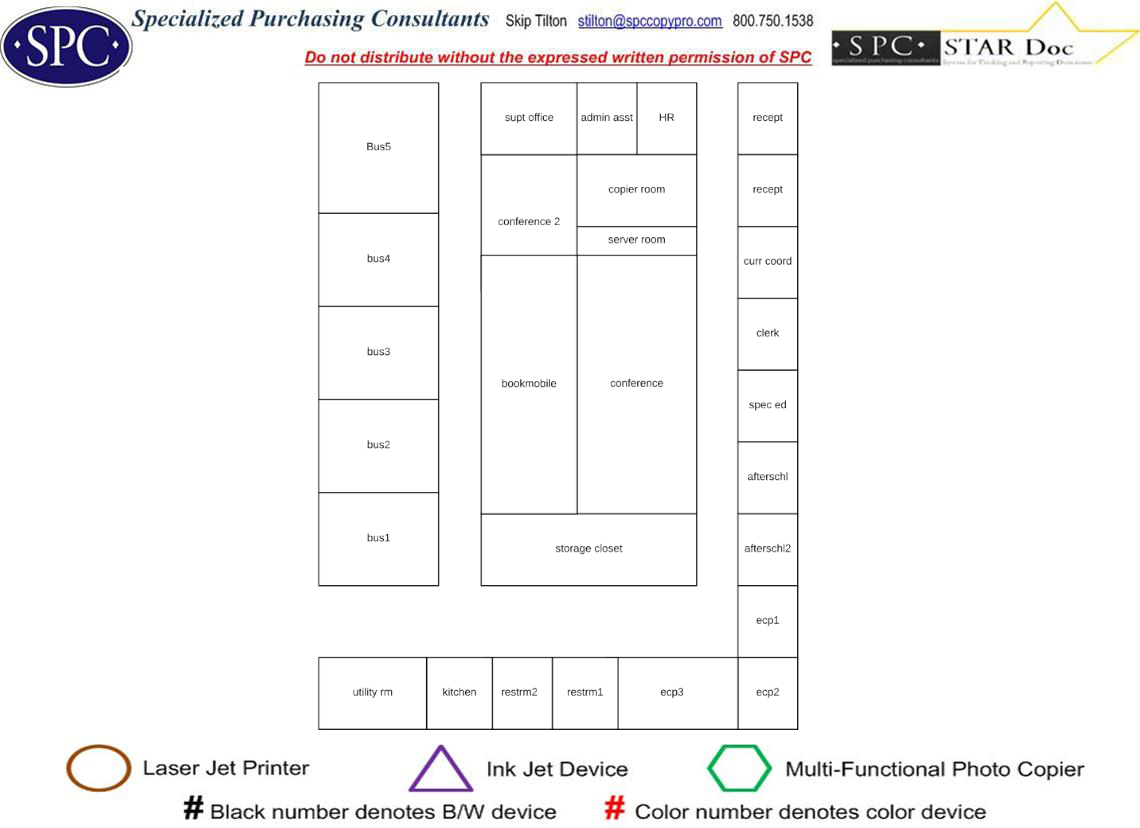 ·SPC·
Specialized Purchasing Consultants Skip Tilton stilton@spccopypro.com 800.750.1538
Do not distribute without the expressed written permission of SPC
·SPC· STAR Doc
specialized purchasing consultants System for Tracking and Reporting Documents
supt office admin asst HR recept
Bus5
copier room recept
conference 2
server room
bus4 curr coord
clerk
bus3
bookmobile conference
spec ed
bus2
afterschl
bus1 storage closet afterschl2
ecp1
utility rm kitchen restrm2 restrm1 ecp3 ecp2
Laser Jet Printer Ink Jet Device Multi-Functional Photo Copier
# Black number denotes B/W device # Color number denotes color device